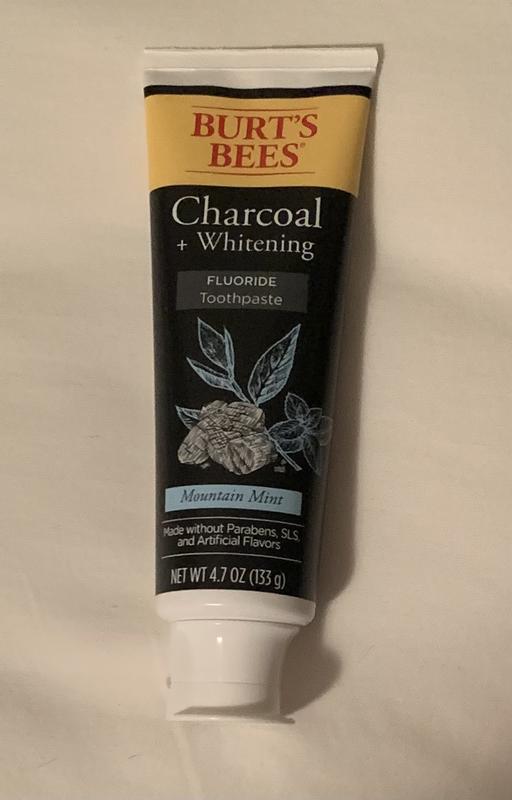 BURT'S
BEES®
Charcoal
+ Whitening
FLUORIDE
Toothpaste
Mountain Mint
Made without Parabens, SLS,
and Artificial Flavors
NET WT 4.7 OZ (133 g)